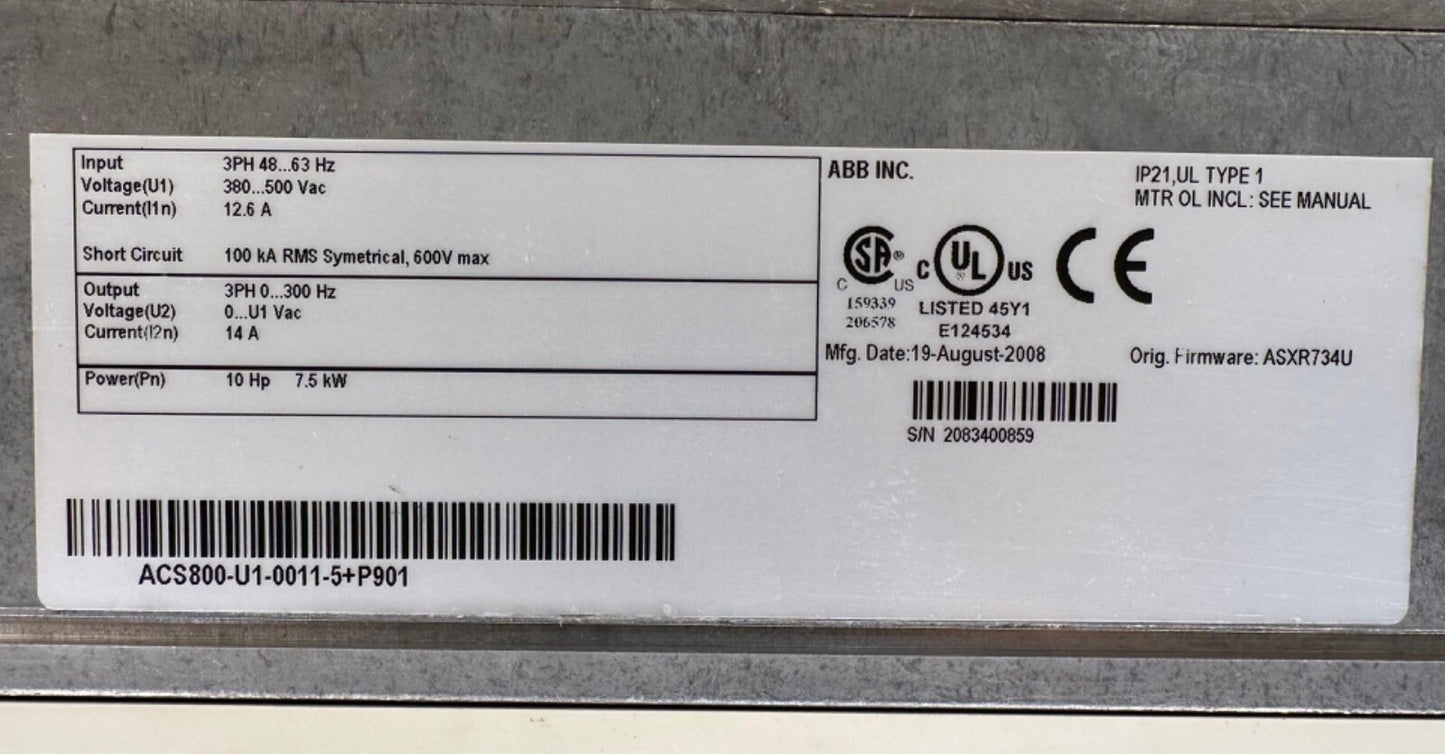 Input 3PH 48...63 Hz
Voltage(U1) 380...500 Vac
Current(I1n) 12.6 A
Short Circuit 100 kA RMS Symetrical, 600V max
Output 3PH 0...300 Hz
Voltage(U2) 0...U1 Vac
Current(I2n) 14 A
Power(Pn) 10 Hp 7.5 kW
ACS800-U1-0011-5+P901
ABB INC.
IP21,UL TYPE 1
MTR OL INCL: SEE MANUAL
SA ®
C US
159339
206578
C UL ® US
LISTED 45Y1
E124534
CE
Mfg. Date:19-August-2008
Orig. Firmware: ASXR734U
S/N 2083400859